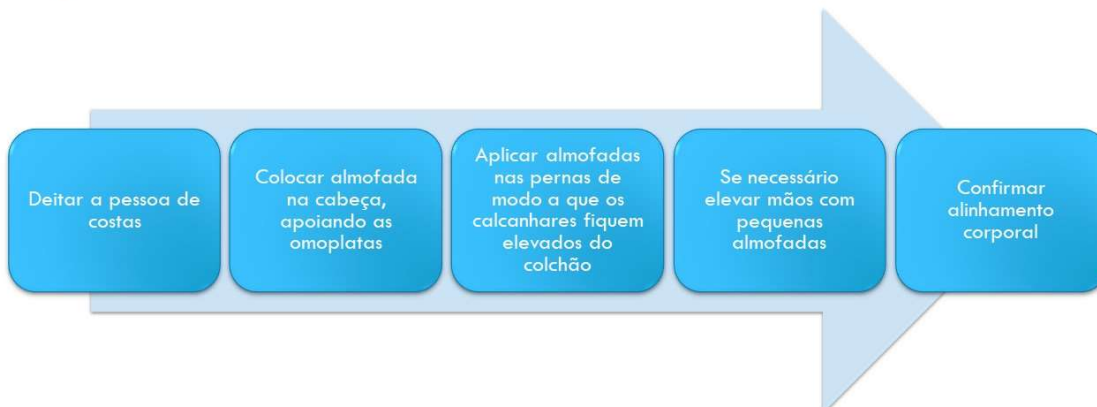 Deitar a pessoa de
costas
Colocar almofada
na cabeça,
apoiando as
omoplatas
Aplicar almofadas
nas pernas de
modo a que os
calcanhares fiquem
elevados do
colchão
Se necessário
elevar mãos com
pequenas
almofadas
Confirmar
alinhamento
corporal